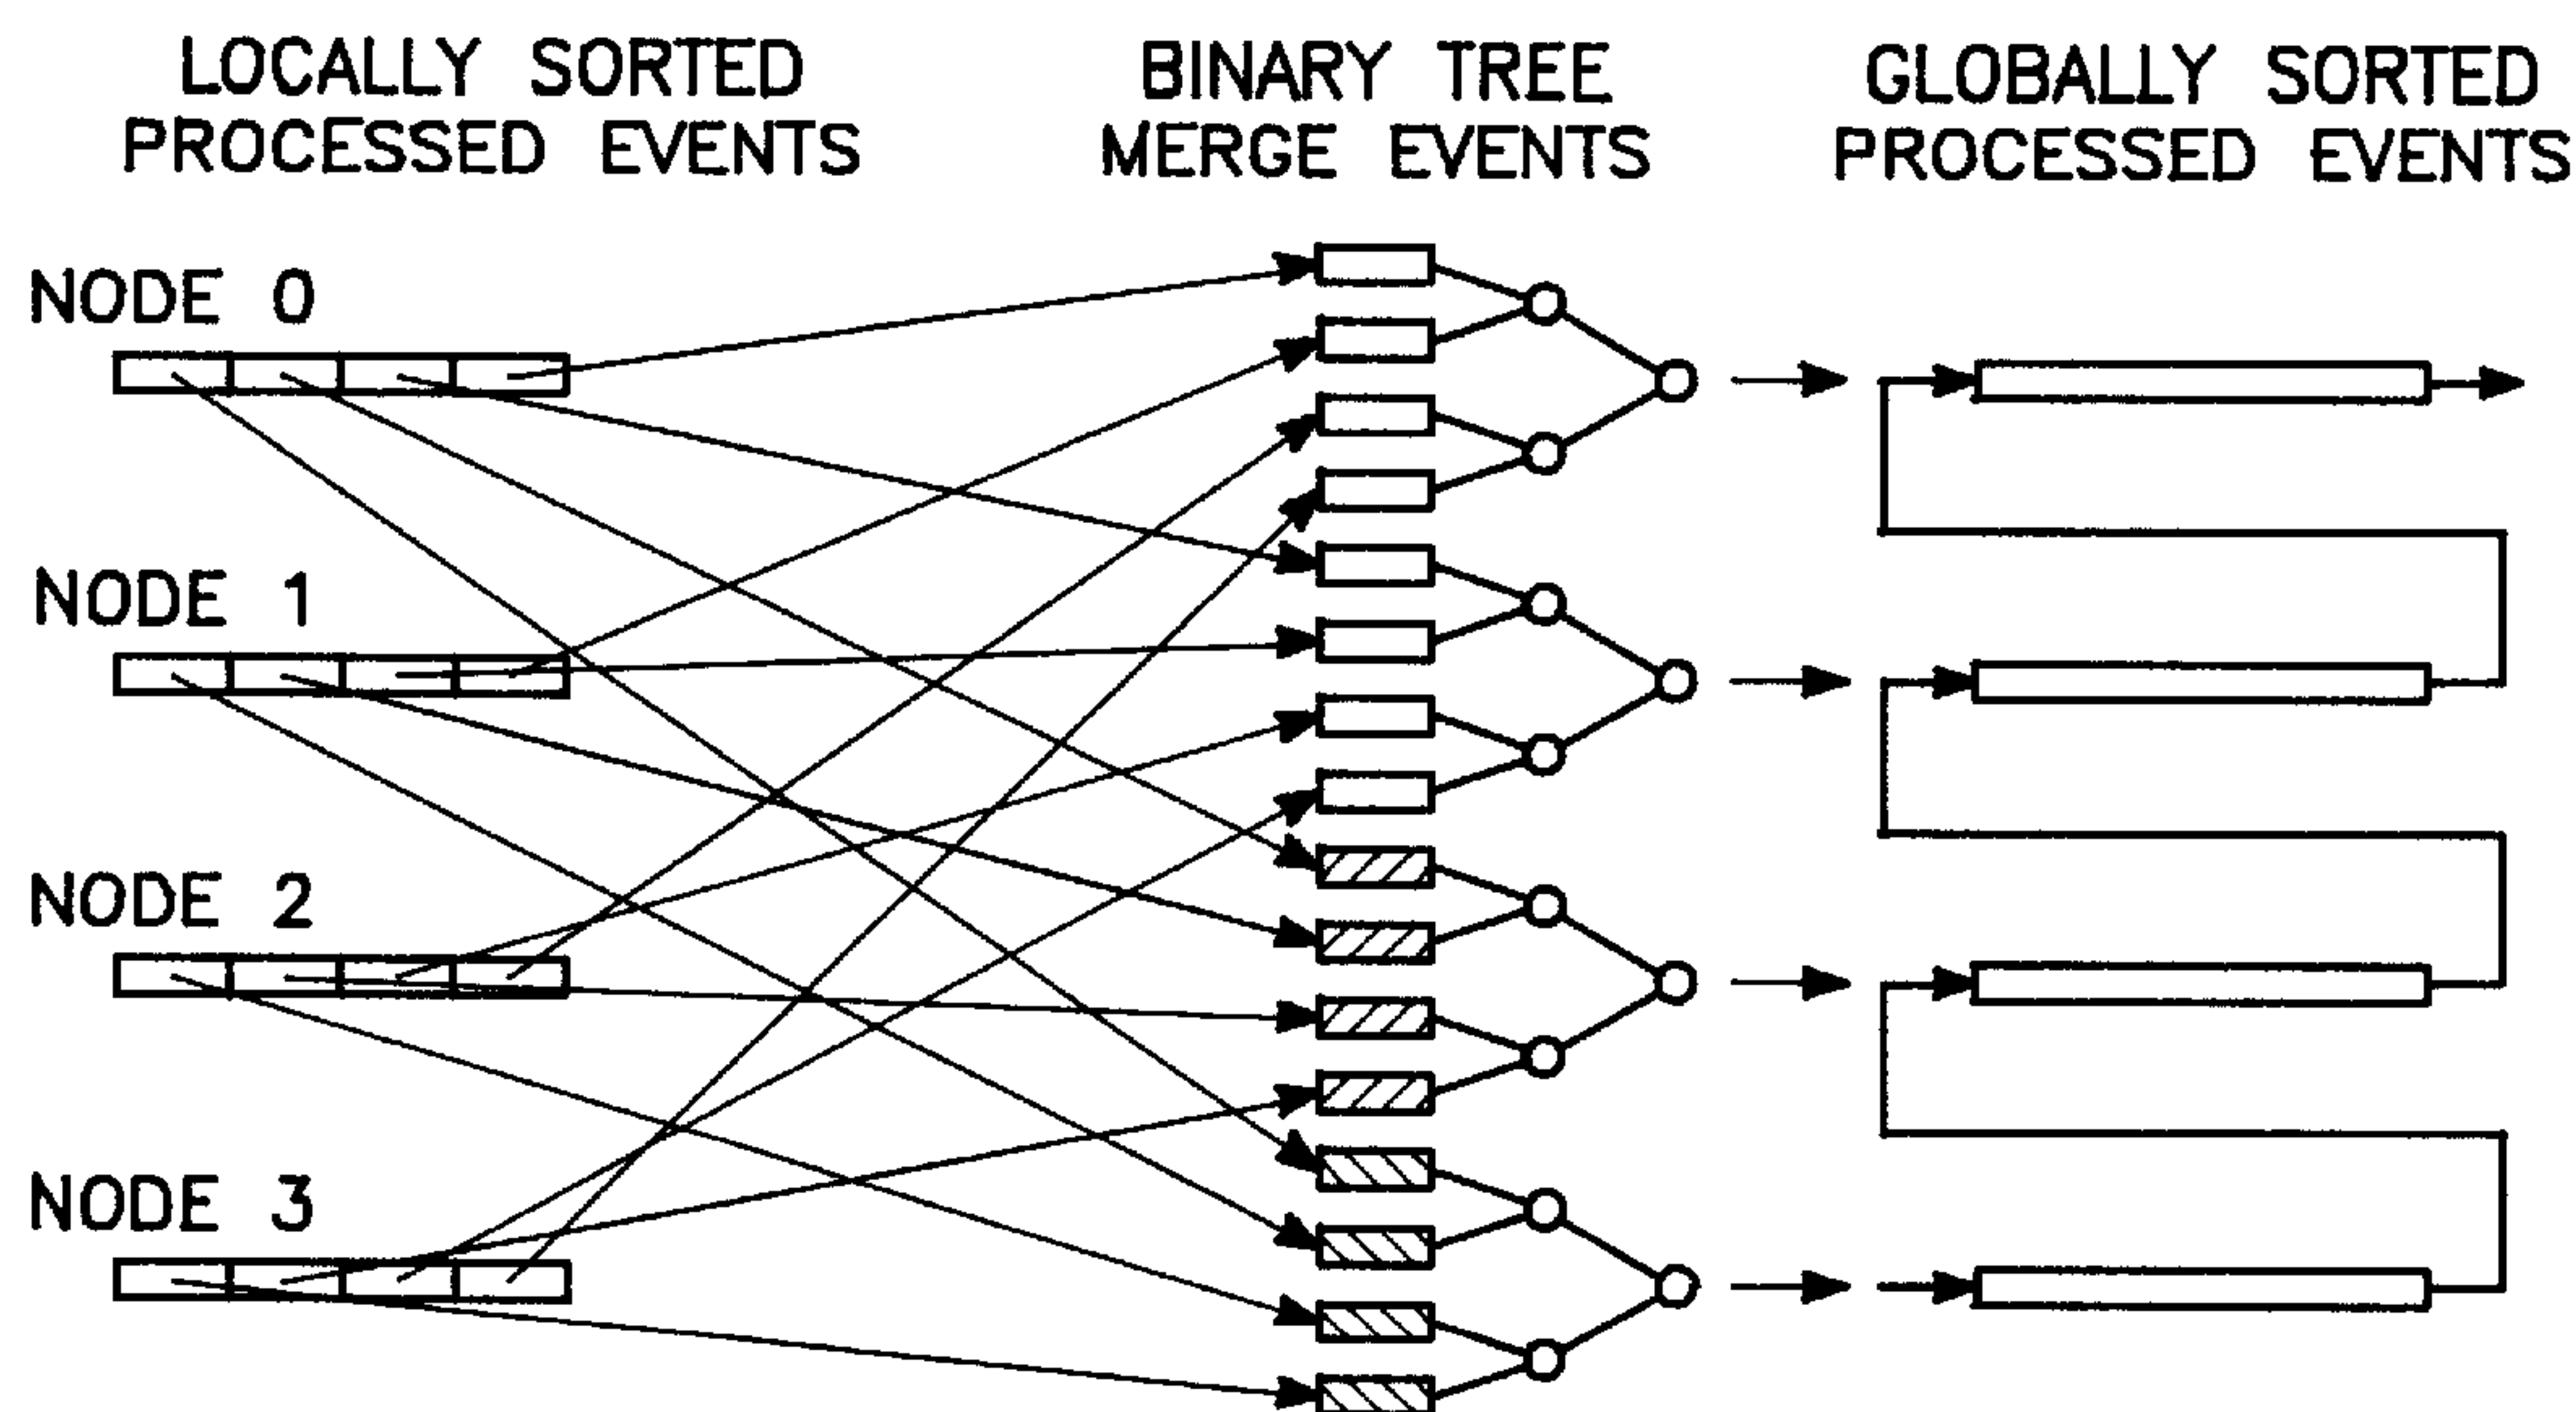 LOCALLY SORTED
PROCESSED EVENTS
BINARY TREE
MERGE EVENTS
GLOBALLY SORTED
PROCESSED EVENTS
NODE 0
NODE 1
NODE 2
NODE 3